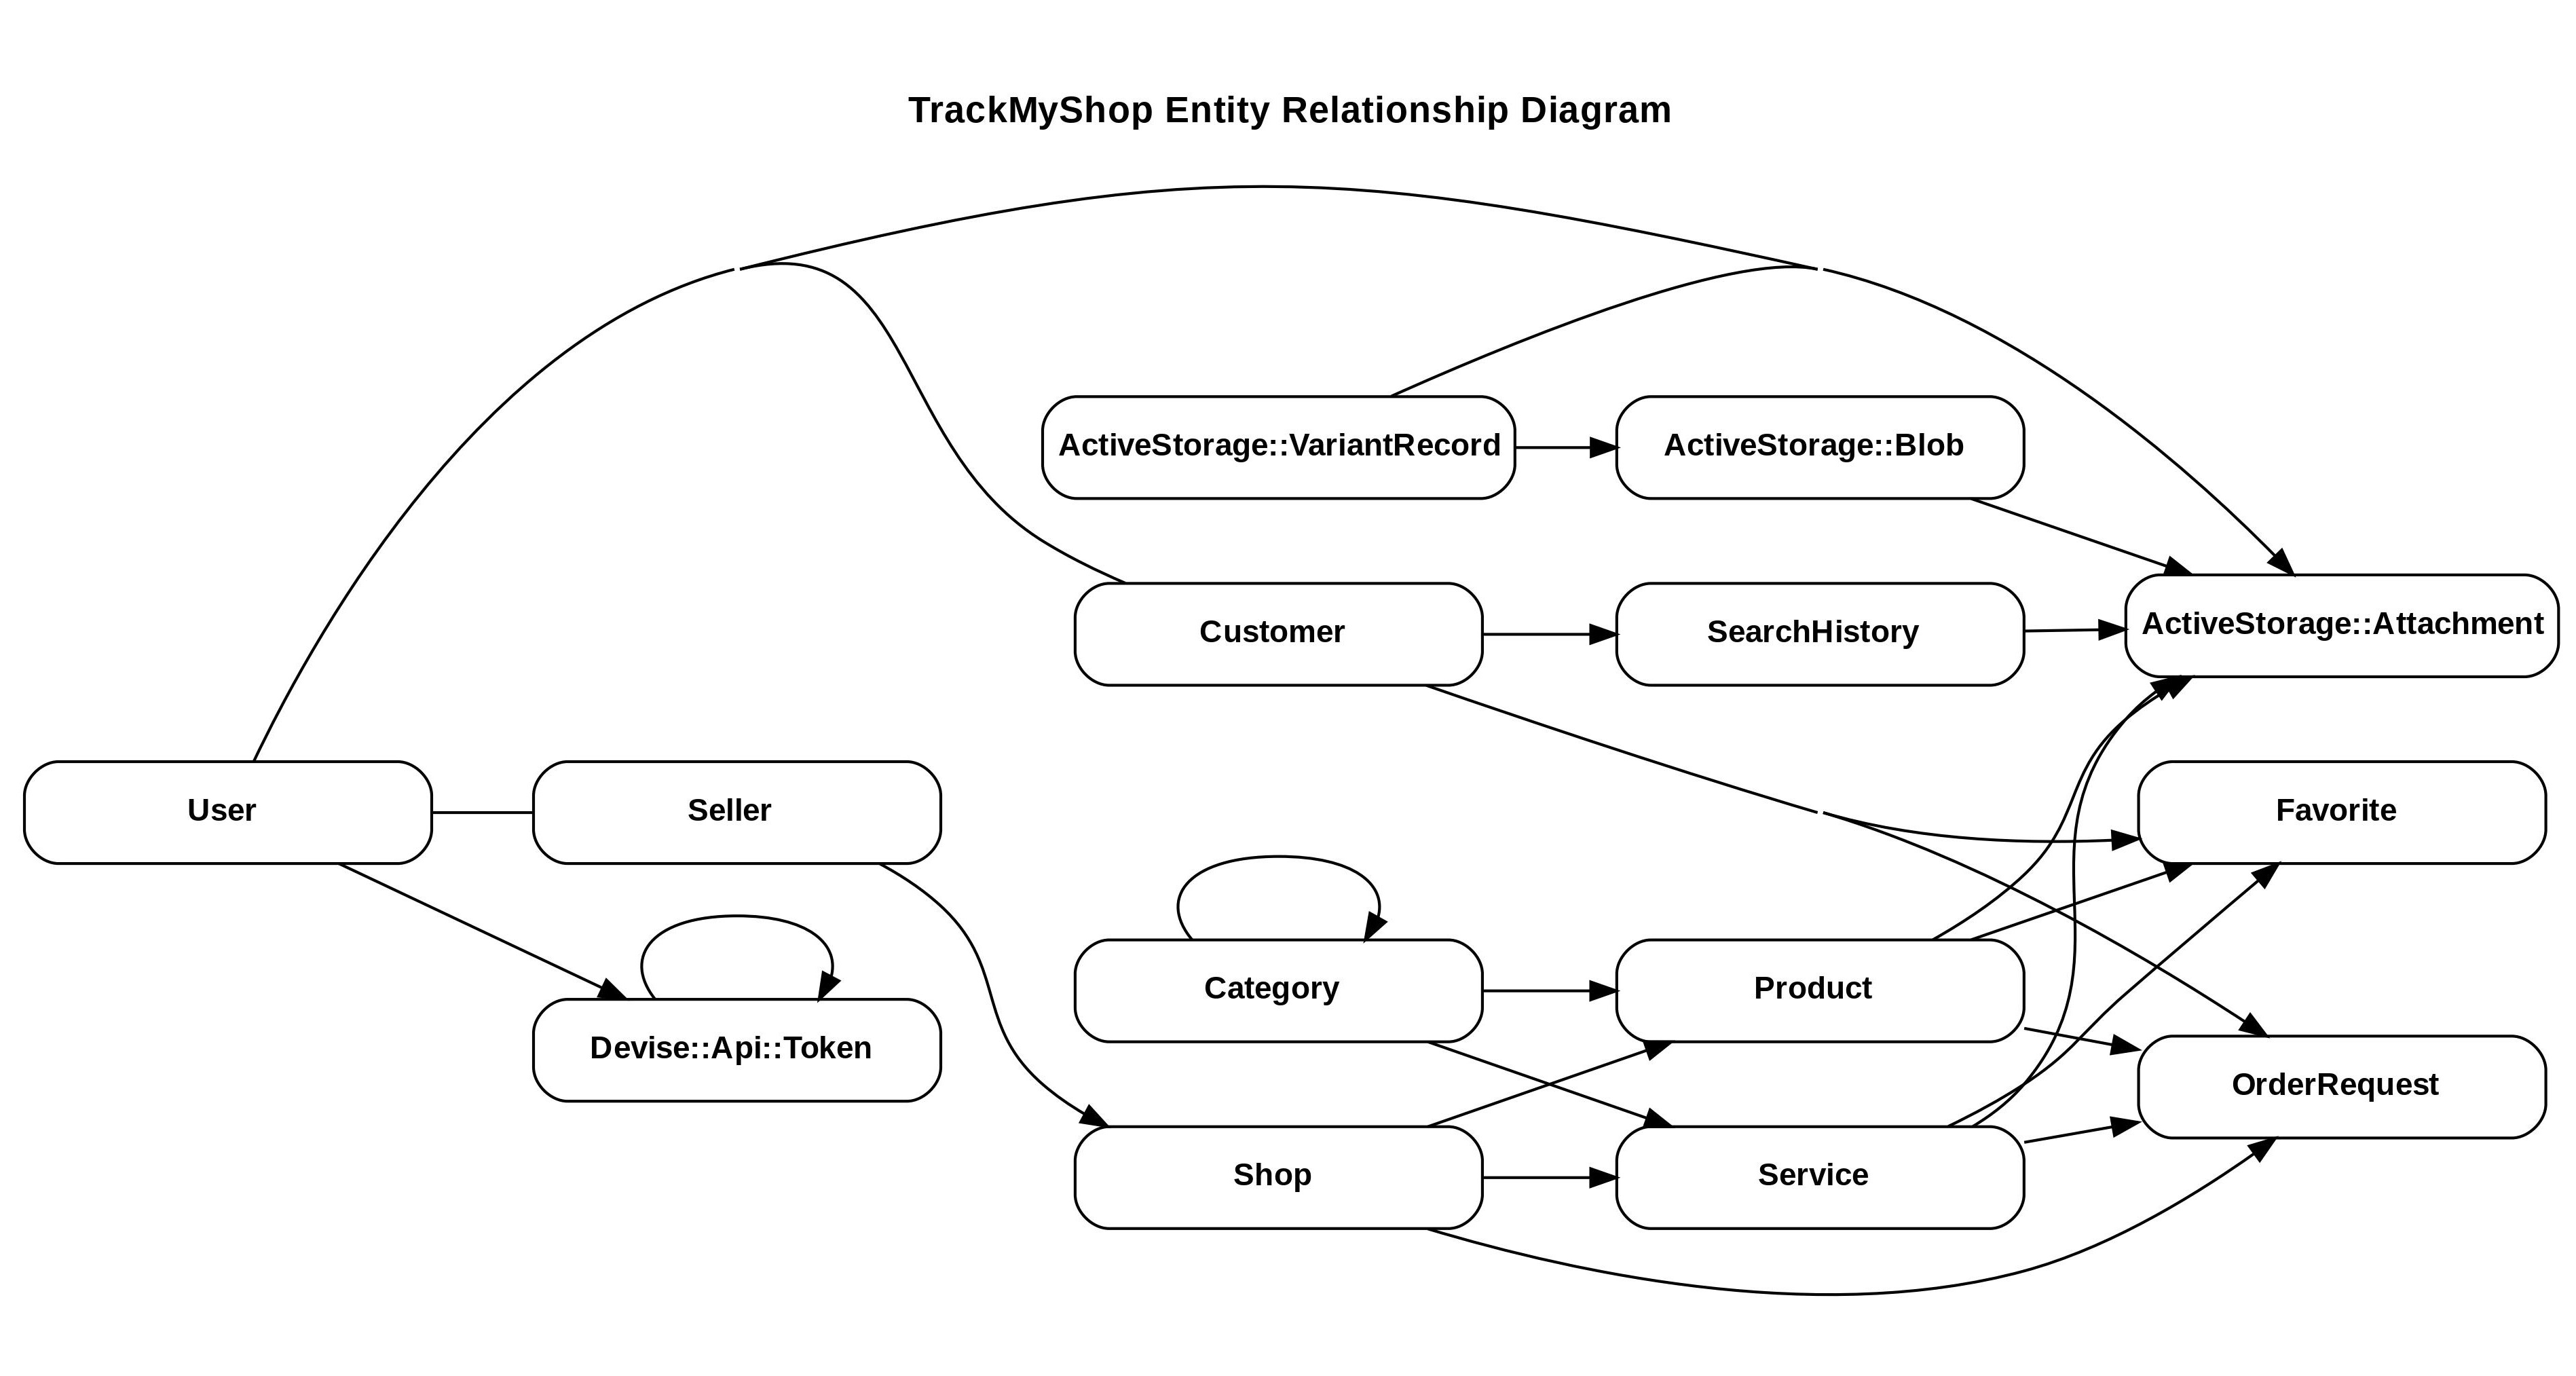 TrackMyShop Entity Relationship Diagram
ActiveStorage::VariantRecord
ActiveStorage::Blob
Customer
SearchHistory
ActiveStorage::Attachment
User
Seller
Favorite
Devise::Api::Token
Category
Product
OrderRequest
Shop
Service